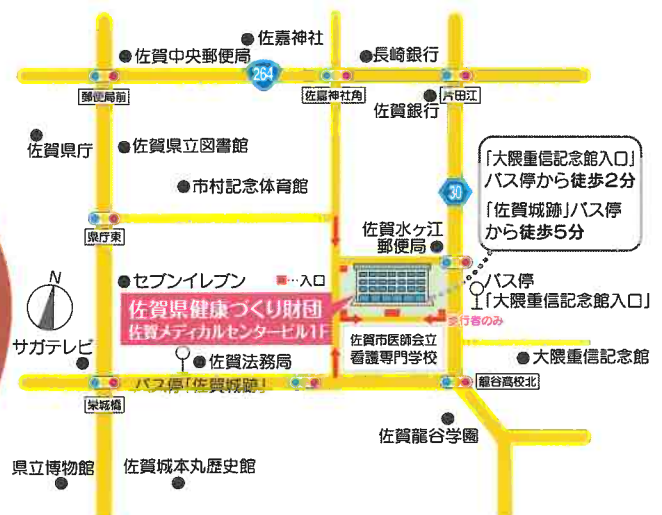 佐嘉神社
佐賀中央郵便局
長崎銀行
264
郵便局前
佐嘉神社角
片田江
佐賀銀行
佐賀県庁
佐賀県立図書館
「大隈重信記念館入口」
バス停から徒歩2分
「佐賀城跡」バス停
から徒歩5分
市村記念体育館
30
県庁東
佐賀水ヶ江
郵便局
N
セブンイレブン
…入口
バス停
「大隈重信記念館入口」
佐賀県健康づくり財団
佐賀メディカルセンタービル1F
歩行者のみ
サガテレビ
佐賀市医師会立
看護専門学校
佐賀法務局
大隈重信記念館
バス停「佐賀城跡」
龍谷高校北
栄城橋
佐賀龍谷学園
県立博物館
佐賀城本丸歴史館